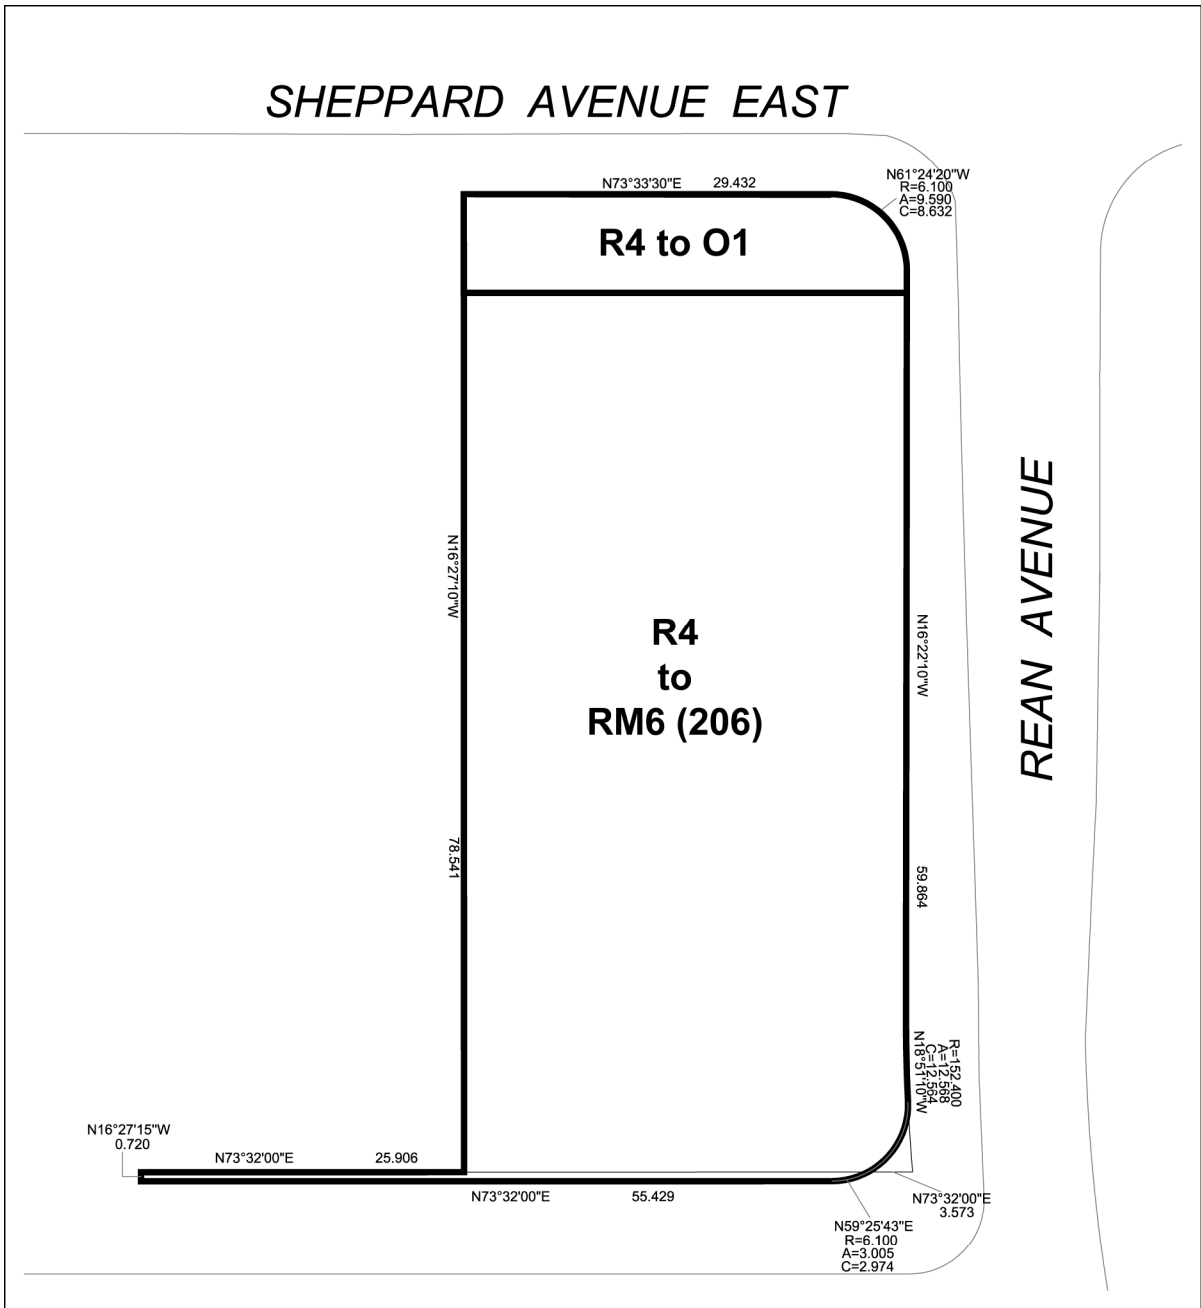 SHEPPARD AVENUE EAST
N73°33'30"E 29.432
N61°24'20"W
R=6.100
A=9.590
C=8.632
R4 to O1
N16°27'10"W
78.541
R4
to
RM6 (206)
N16°22'10"W
59.864
REAN AVENUE
R=152.400
A=12.568
C=12.564
N18°51'10"W
N16°27'15"W
0.720
N73°32'00"E 25.906
N73°32'00"E 55.429
N73°32'00"E
3.573
N59°25'43"E
R=6.100
A=3.005
C=2.974